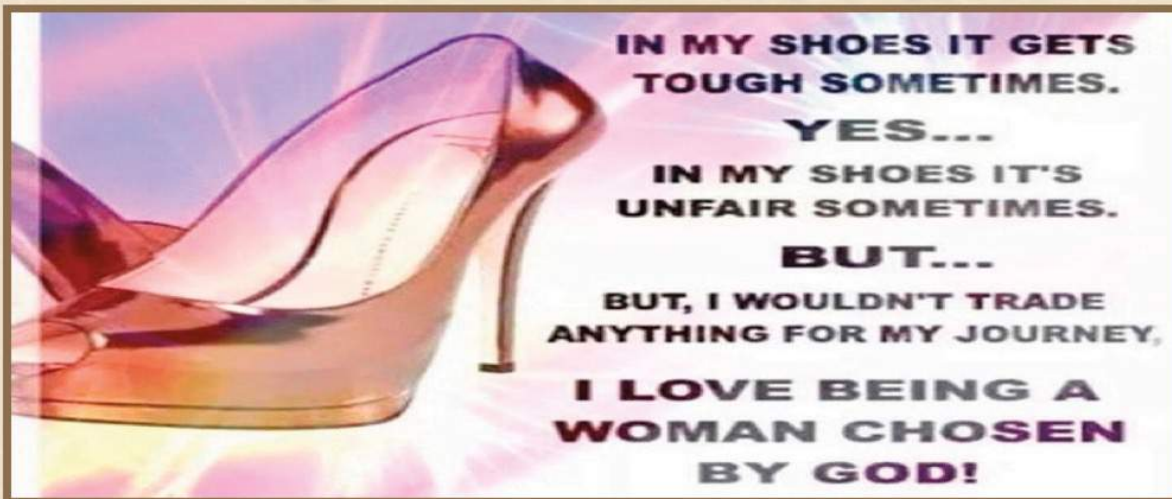 IN MY SHOES IT GETS
TOUGH SOMETIMES.
YES...
IN MY SHOES IT'S
UNFAIR SOMETIMES.
BUT...
BUT, I WOULDN'T TRADE
ANYTHING FOR MY JOURNEY,
I LOVE BEING A
WOMAN CHOSEN
BY GOD!